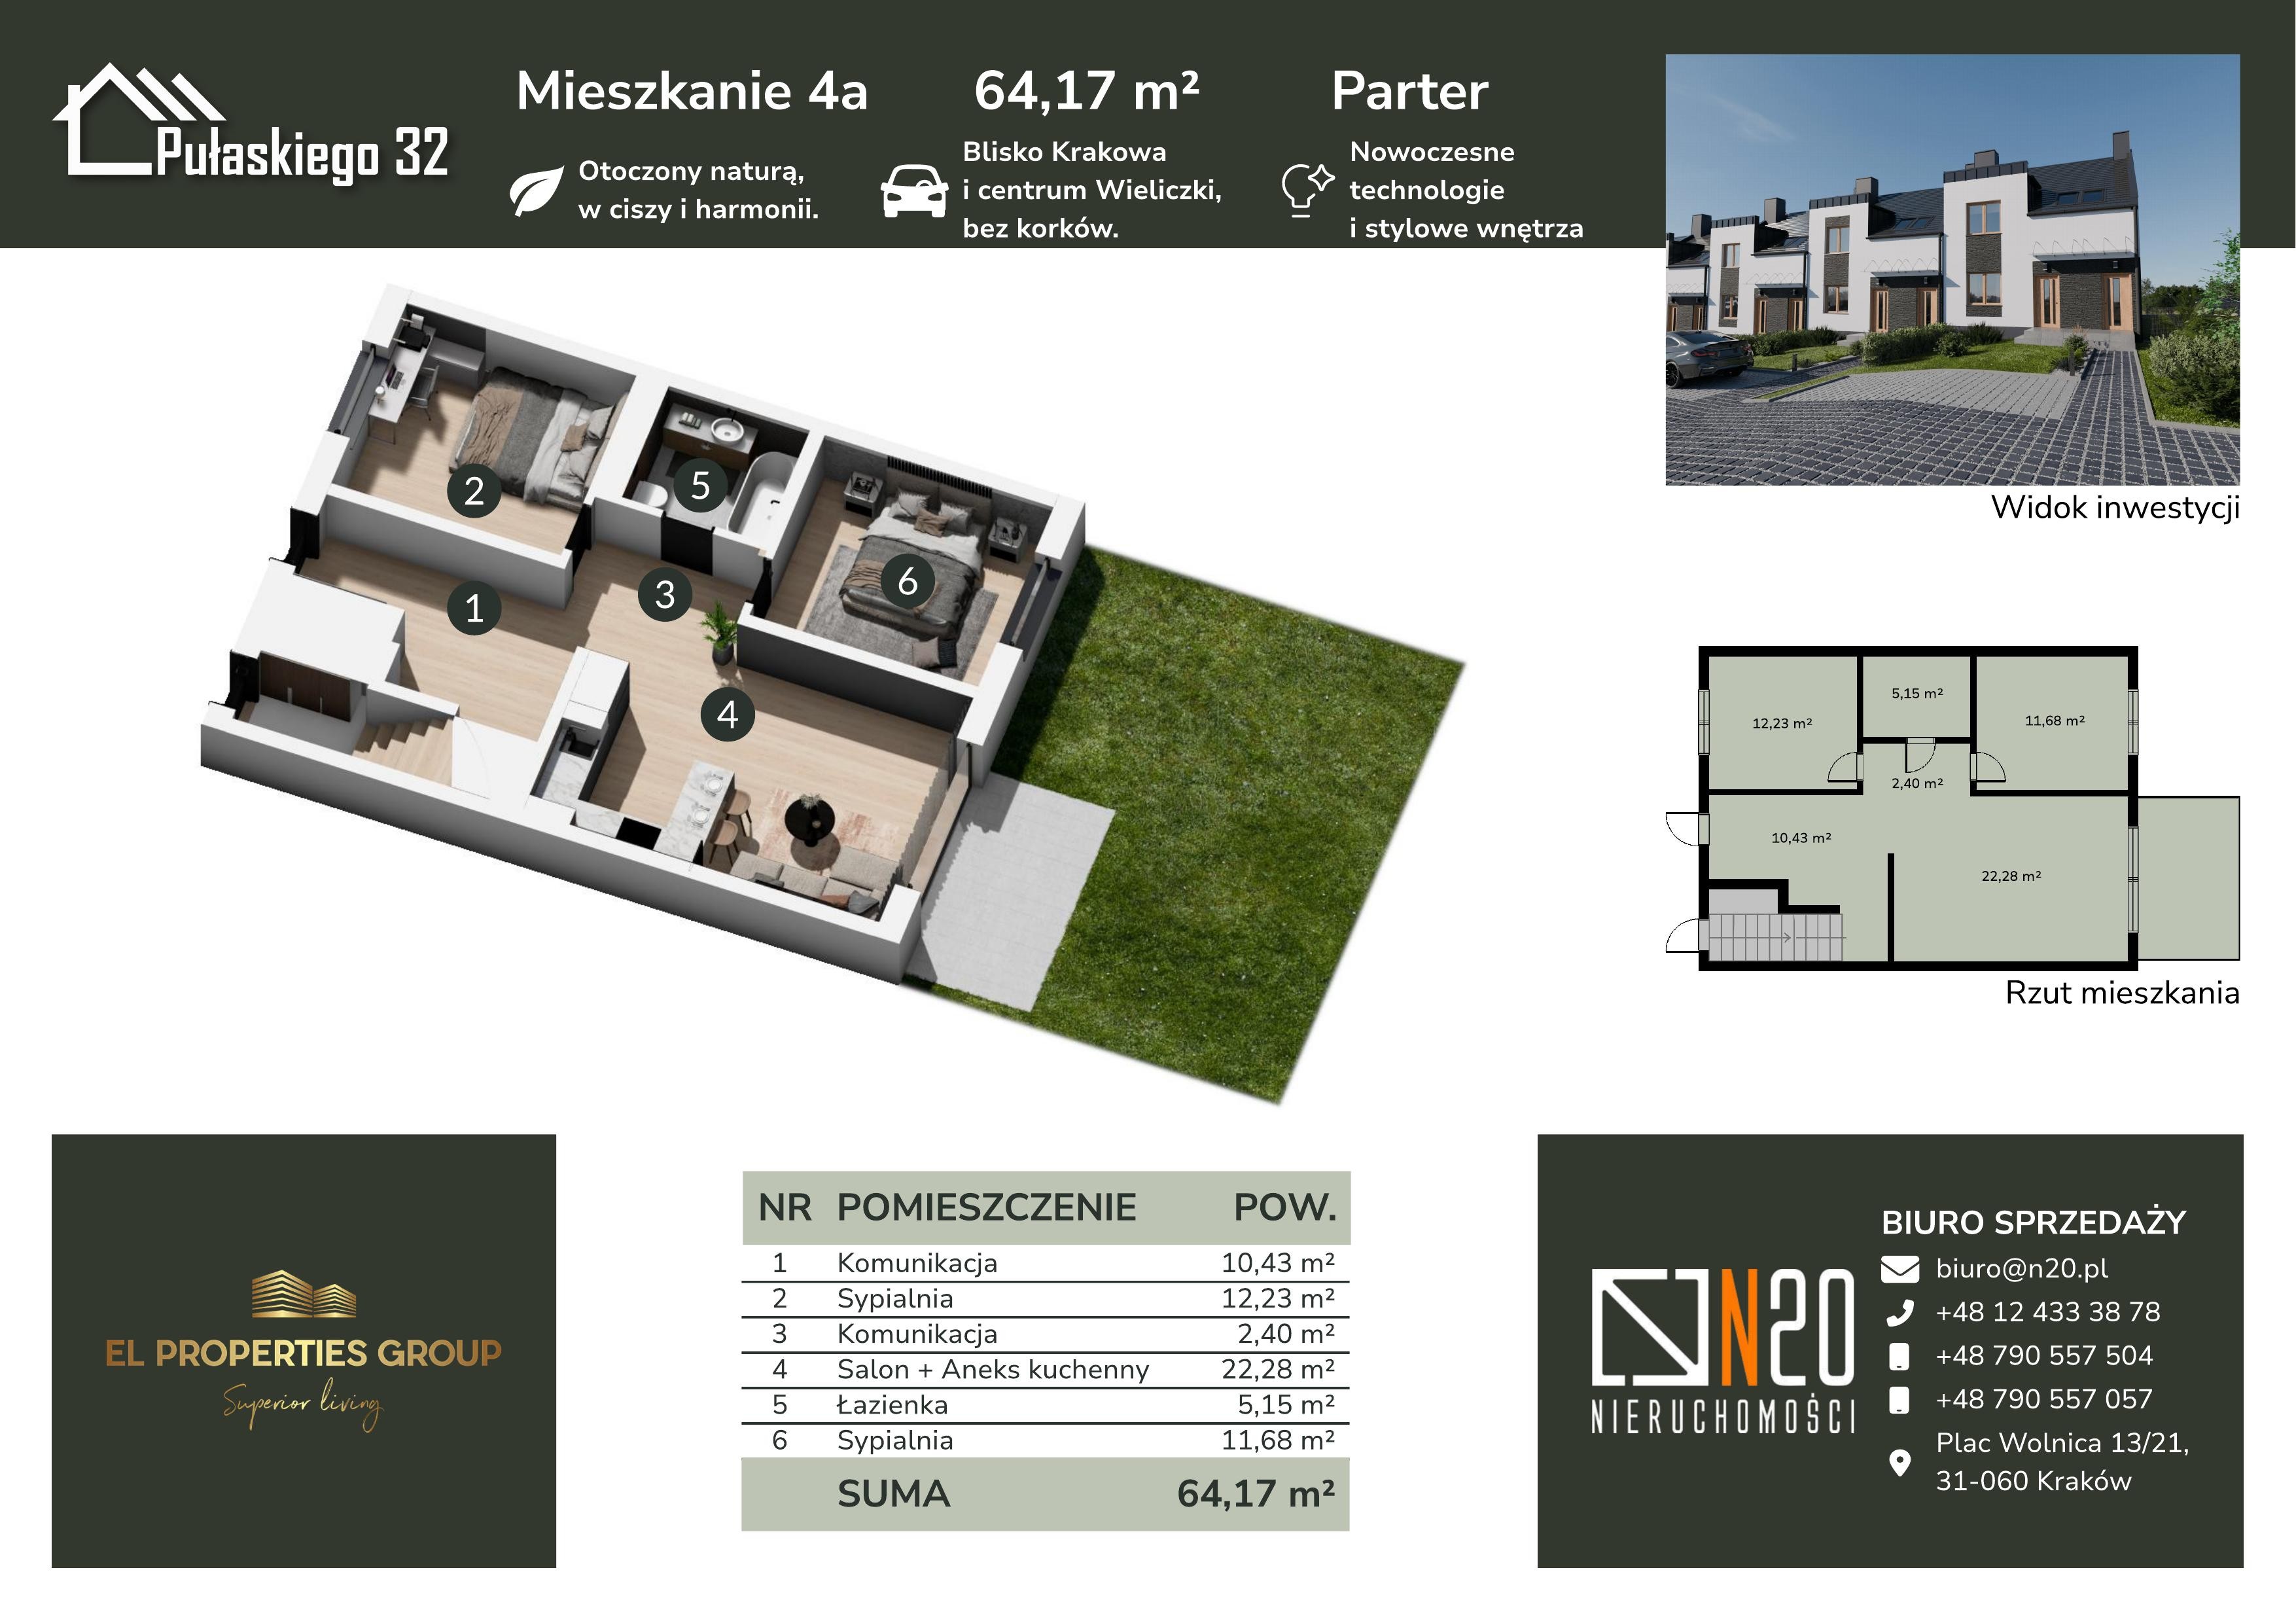 Pułaskiego 32
Mieszkanie 4a
64,17 m²
Parter
Otoczony naturą,
w ciszy i harmonii.
Blisko Krakowa
i centrum Wieliczki,
bez korków.
Nowoczesne
technologie
i stylowe wnętrza
Widok inwestycji
2
5
6
1
3
4
12,23 m²
5,15 m²
11,68 m²
2,40 m²
10,43 m²
22,28 m²
Rzut mieszkania
EL PROPERTIES GROUP
Superior living
NR POMIESZCZENIE POW.
1 Komunikacja 10,43 m²
2 Sypialnia 12,23 m²
3 Komunikacja 2,40 m²
4 Salon + Aneks kuchenny 22,28 m²
5 Łazienka 5,15 m²
6 Sypialnia 11,68 m²
SUMA 64,17 m²
N20
NIERUCHOMOŚCI
BIURO SPRZEDAŻY
biuro@n20.pl
+48 12 433 38 78
+48 790 557 504
+48 790 557 057
Plac Wolnica 13/21,
31-060 Kraków